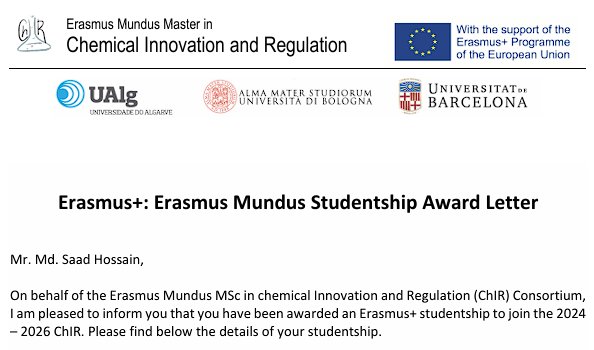 ChIR
Erasmus Mundus Master in
Chemical Innovation and Regulation
With the support of the
Erasmus+ Programme
of the European Union
UAlg
UNIVERSIDADE DO ALGARVE
ALMA MATER STUDIORUM
UNIVERSITÀ DI BOLOGNA
UNIVERSITAT DE
BARCELONA
Erasmus+: Erasmus Mundus Studentship Award Letter
Mr. Md. Saad Hossain,
On behalf of the Erasmus Mundus MSc in chemical Innovation and Regulation (ChIR) Consortium,
I am pleased to inform you that you have been awarded an Erasmus+ studentship to join the 2024
– 2026 ChIR. Please find below the details of your studentship.